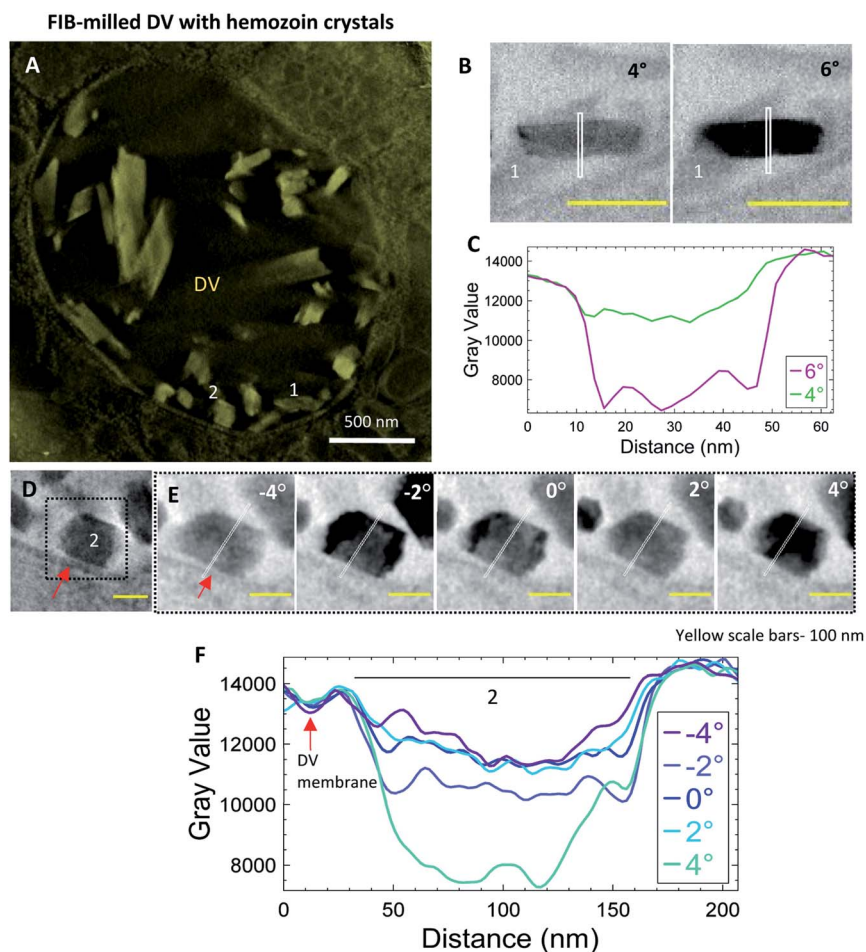 FIB-milled DV with hemozoin crystals
A
DV
2
1
500 nm
B
4°
6°
1
1
C
14000
12000
10000
8000
Gray Value
0
10
20
30
40
50
60
Distance (nm)
6°
4°
D
2
E
-4°
-2°
0°
2°
4°
Yellow scale bars- 100 nm
F
14000
12000
10000
8000
Gray Value
2
DV
membrane
-4°
-2°
0°
2°
4°
0
50
100
150
200
Distance (nm)